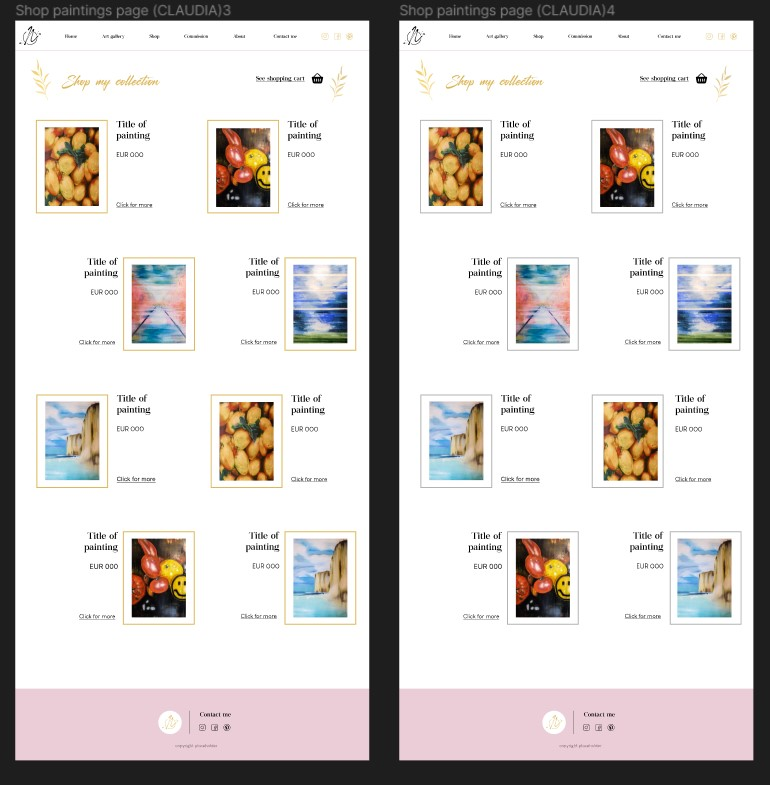 Shop paintings page (CLAUDIA)3
Home Art gallery Shop Commission About Contact me
Shop my collection
See shopping cart
Title of
painting
EUR 000
Click for more
Title of
painting
EUR 000
Click for more
Title of
painting
EUR 000
Click for more
Title of
painting
EUR 000
Click for more
Title of
painting
EUR 000
Click for more
Title of
painting
EUR 000
Click for more
Title of
painting
EUR 000
Click for more
Title of
painting
EUR 000
Click for more
Contact me
copyright placeholder
Shop paintings page (CLAUDIA)4
Home Art gallery Shop Commission About Contact me
Shop my collection
See shopping cart
Title of
painting
EUR 000
Click for more
Title of
painting
EUR 000
Click for more
Title of
painting
EUR 000
Click for more
Title of
painting
EUR 000
Click for more
Title of
painting
EUR 000
Click for more
Title of
painting
EUR 000
Click for more
Title of
painting
EUR 000
Click for more
Title of
painting
EUR 000
Click for more
Contact me
copyright placeholder